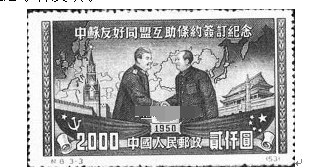 中蘇友好同盟互助條約簽訂紀念
1950
2000 中國人民郵政 貳仟圓
紀8.3-3
(53)